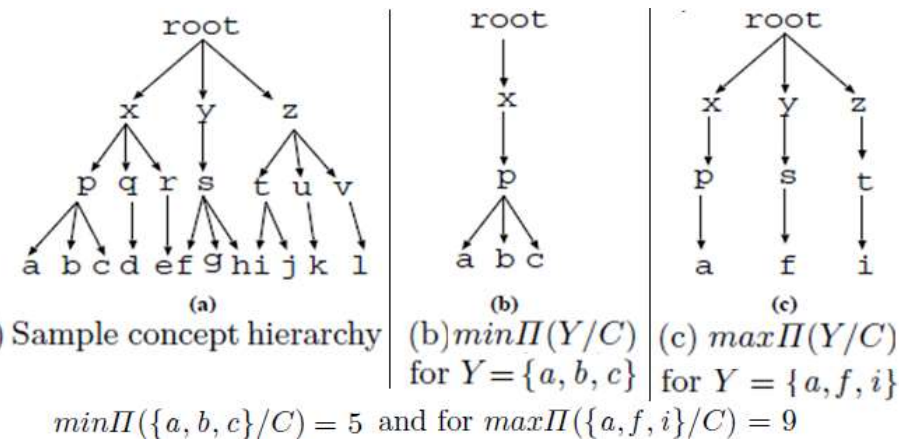 root
x y z
p q r s t u v
a b c d e f g h i j k l
(a)
) Sample concept hierarchy
root
x
p
a b c
(b)
(b)minΠ(Y/C)
for Y={a, b, c}
root
x y z
p s t
a f i
(c)
(c) maxΠ(Y/C)
for Y = {a, f, i}
minΠ({a, b, c}/C) = 5 and for maxΠ({a,f,i}/C) = 9